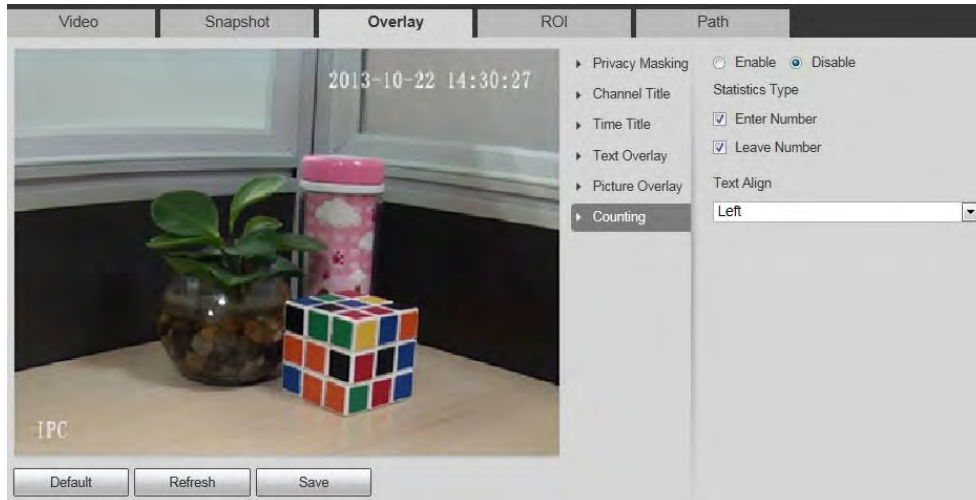 Video Snapshot Overlay ROI Path
2013-10-22 14:30:27
IPC
Privacy Masking
Channel Title
Time Title
Text Overlay
Picture Overlay
Counting
Enable Disable
Statistics Type
Enter Number
Leave Number
Text Align
Left
Default Refresh Save